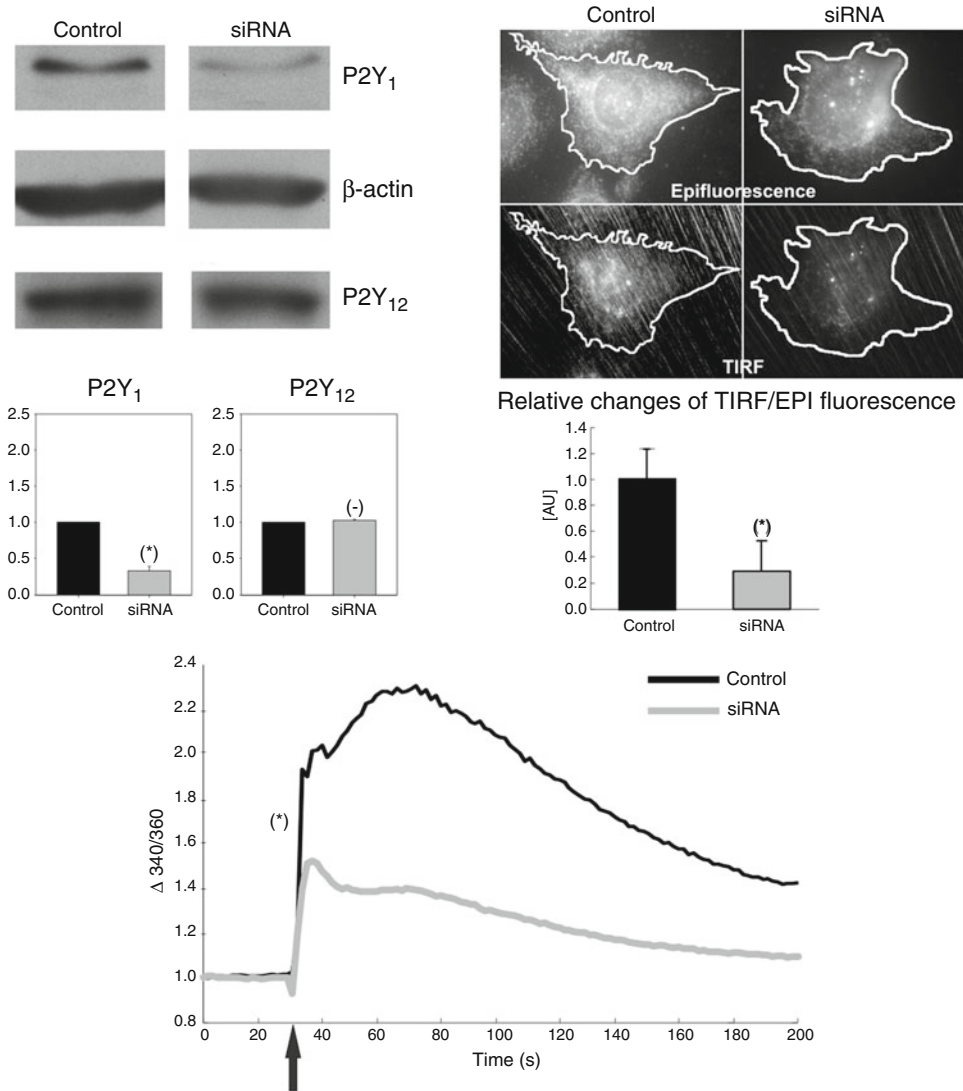 Control siRNA
P2Y1
β-actin
P2Y12
Control siRNA
Epifluorescence
TIRF
P2Y1
2.5
2.0
1.5
1.0
0.5
0.0
(*)
Control siRNA
P2Y12
2.5
2.0
1.5
1.0
0.5
0.0
(-)
Control siRNA
Relative changes of TIRF/EPI fluorescence
[AU]
1.4
1.2
1.0
0.8
0.6
0.4
0.2
0.0
(*)
Control siRNA
Δ 340/360
2.4
2.2
2.0
1.8
1.6
1.4
1.2
1.0
0.8
(*)
Control
siRNA
0 20 40 60 80 100 120 140 160 180 200
Time (s)